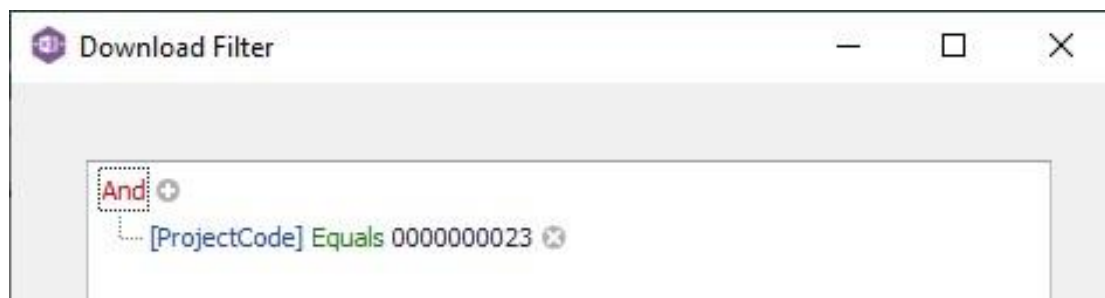 Download Filter
And
[ProjectCode] Equals 0000000023